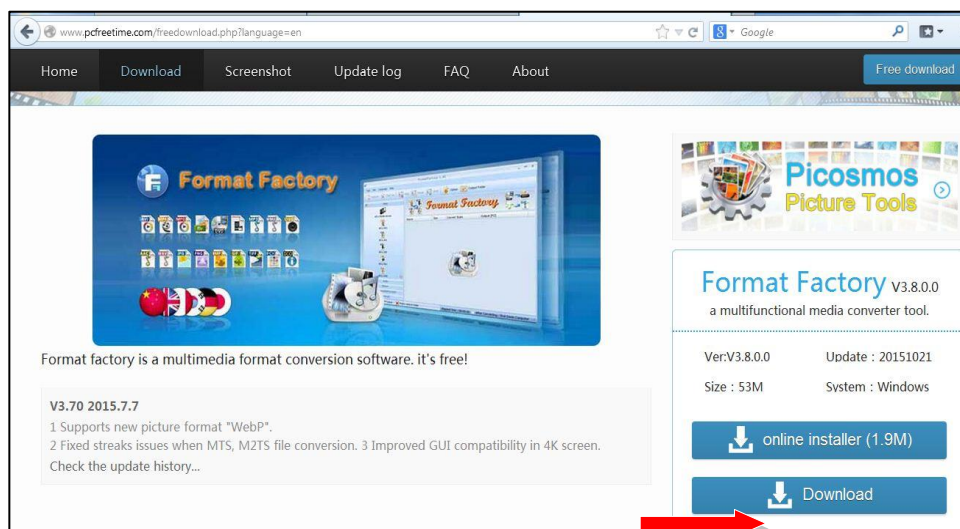 www.pcfreetime.com/freedownload.php?language=en
Google
Home Download Screenshot Update log FAQ About
Free download
Format Factory
Format Factory
Picosmos
Picture Tools
Format Factory V3.8.0.0
a multifunctional media converter tool.
Format factory is a multimedia format conversion software. it's free!
Ver:V3.8.0.0 Update : 20151021
Size : 53M System : Windows
V3.70 2015.7.7
1 Supports new picture format "WebP".
2 Fixed streaks issues when MTS, M2TS file conversion. 3 Improved GUI compatibility in 4K screen.
Check the update history...
online installer (1.9M)
Download